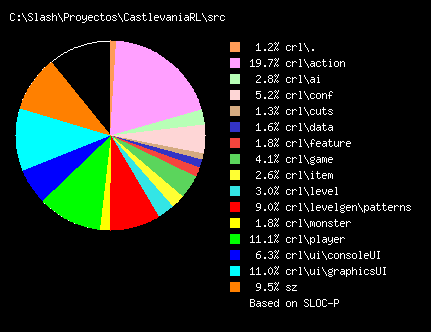 C:\Slash\Proyectos\CastlevaniaRL\src
1.2% crl\.
19.7% crl\action
2.8% crl\ai
5.2% crl\conf
1.3% crl\cuts
1.6% crl\data
1.8% crl\feature
4.1% crl\game
2.6% crl\item
3.0% crl\level
9.0% crl\levelgen\patterns
1.8% crl\monster
11.1% crl\player
6.3% crl\ui\consoleUI
11.0% crl\ui\graphicsUI
9.5% sz
Based on SLOC-P